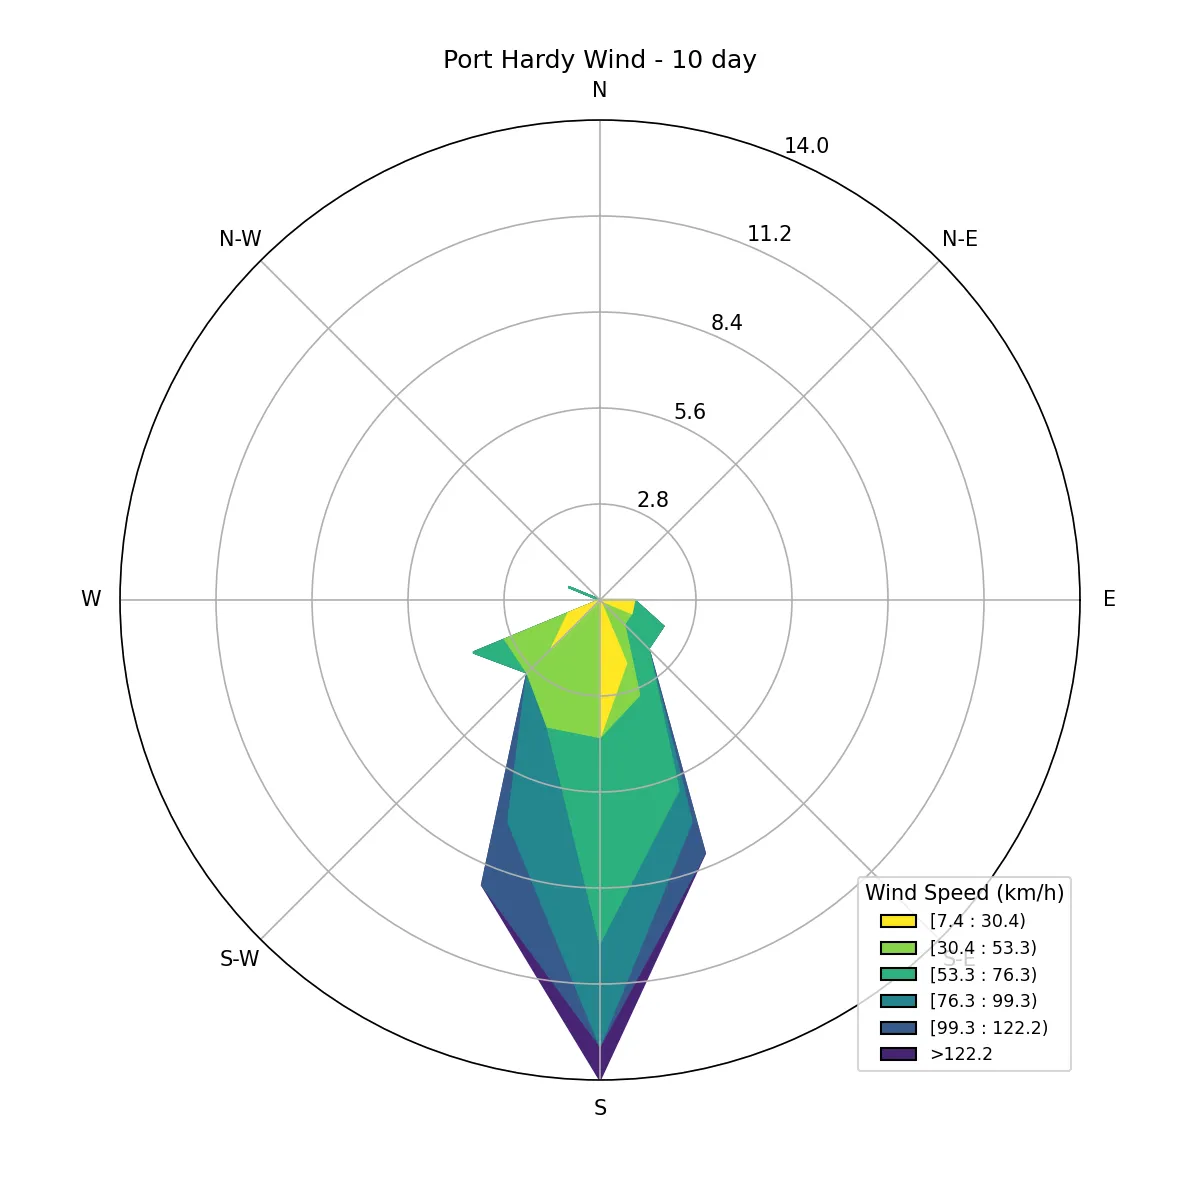 Port Hardy Wind - 10 day
N
14.0
N-W
11.2
N-E
8.4
5.6
2.8
W
E
S-W
S-E
S
Wind Speed (km/h)
[7.4 : 30.4)
[30.4 : 53.3)
[53.3 : 76.3)
[76.3 : 99.3)
[99.3 : 122.2)
>122.2